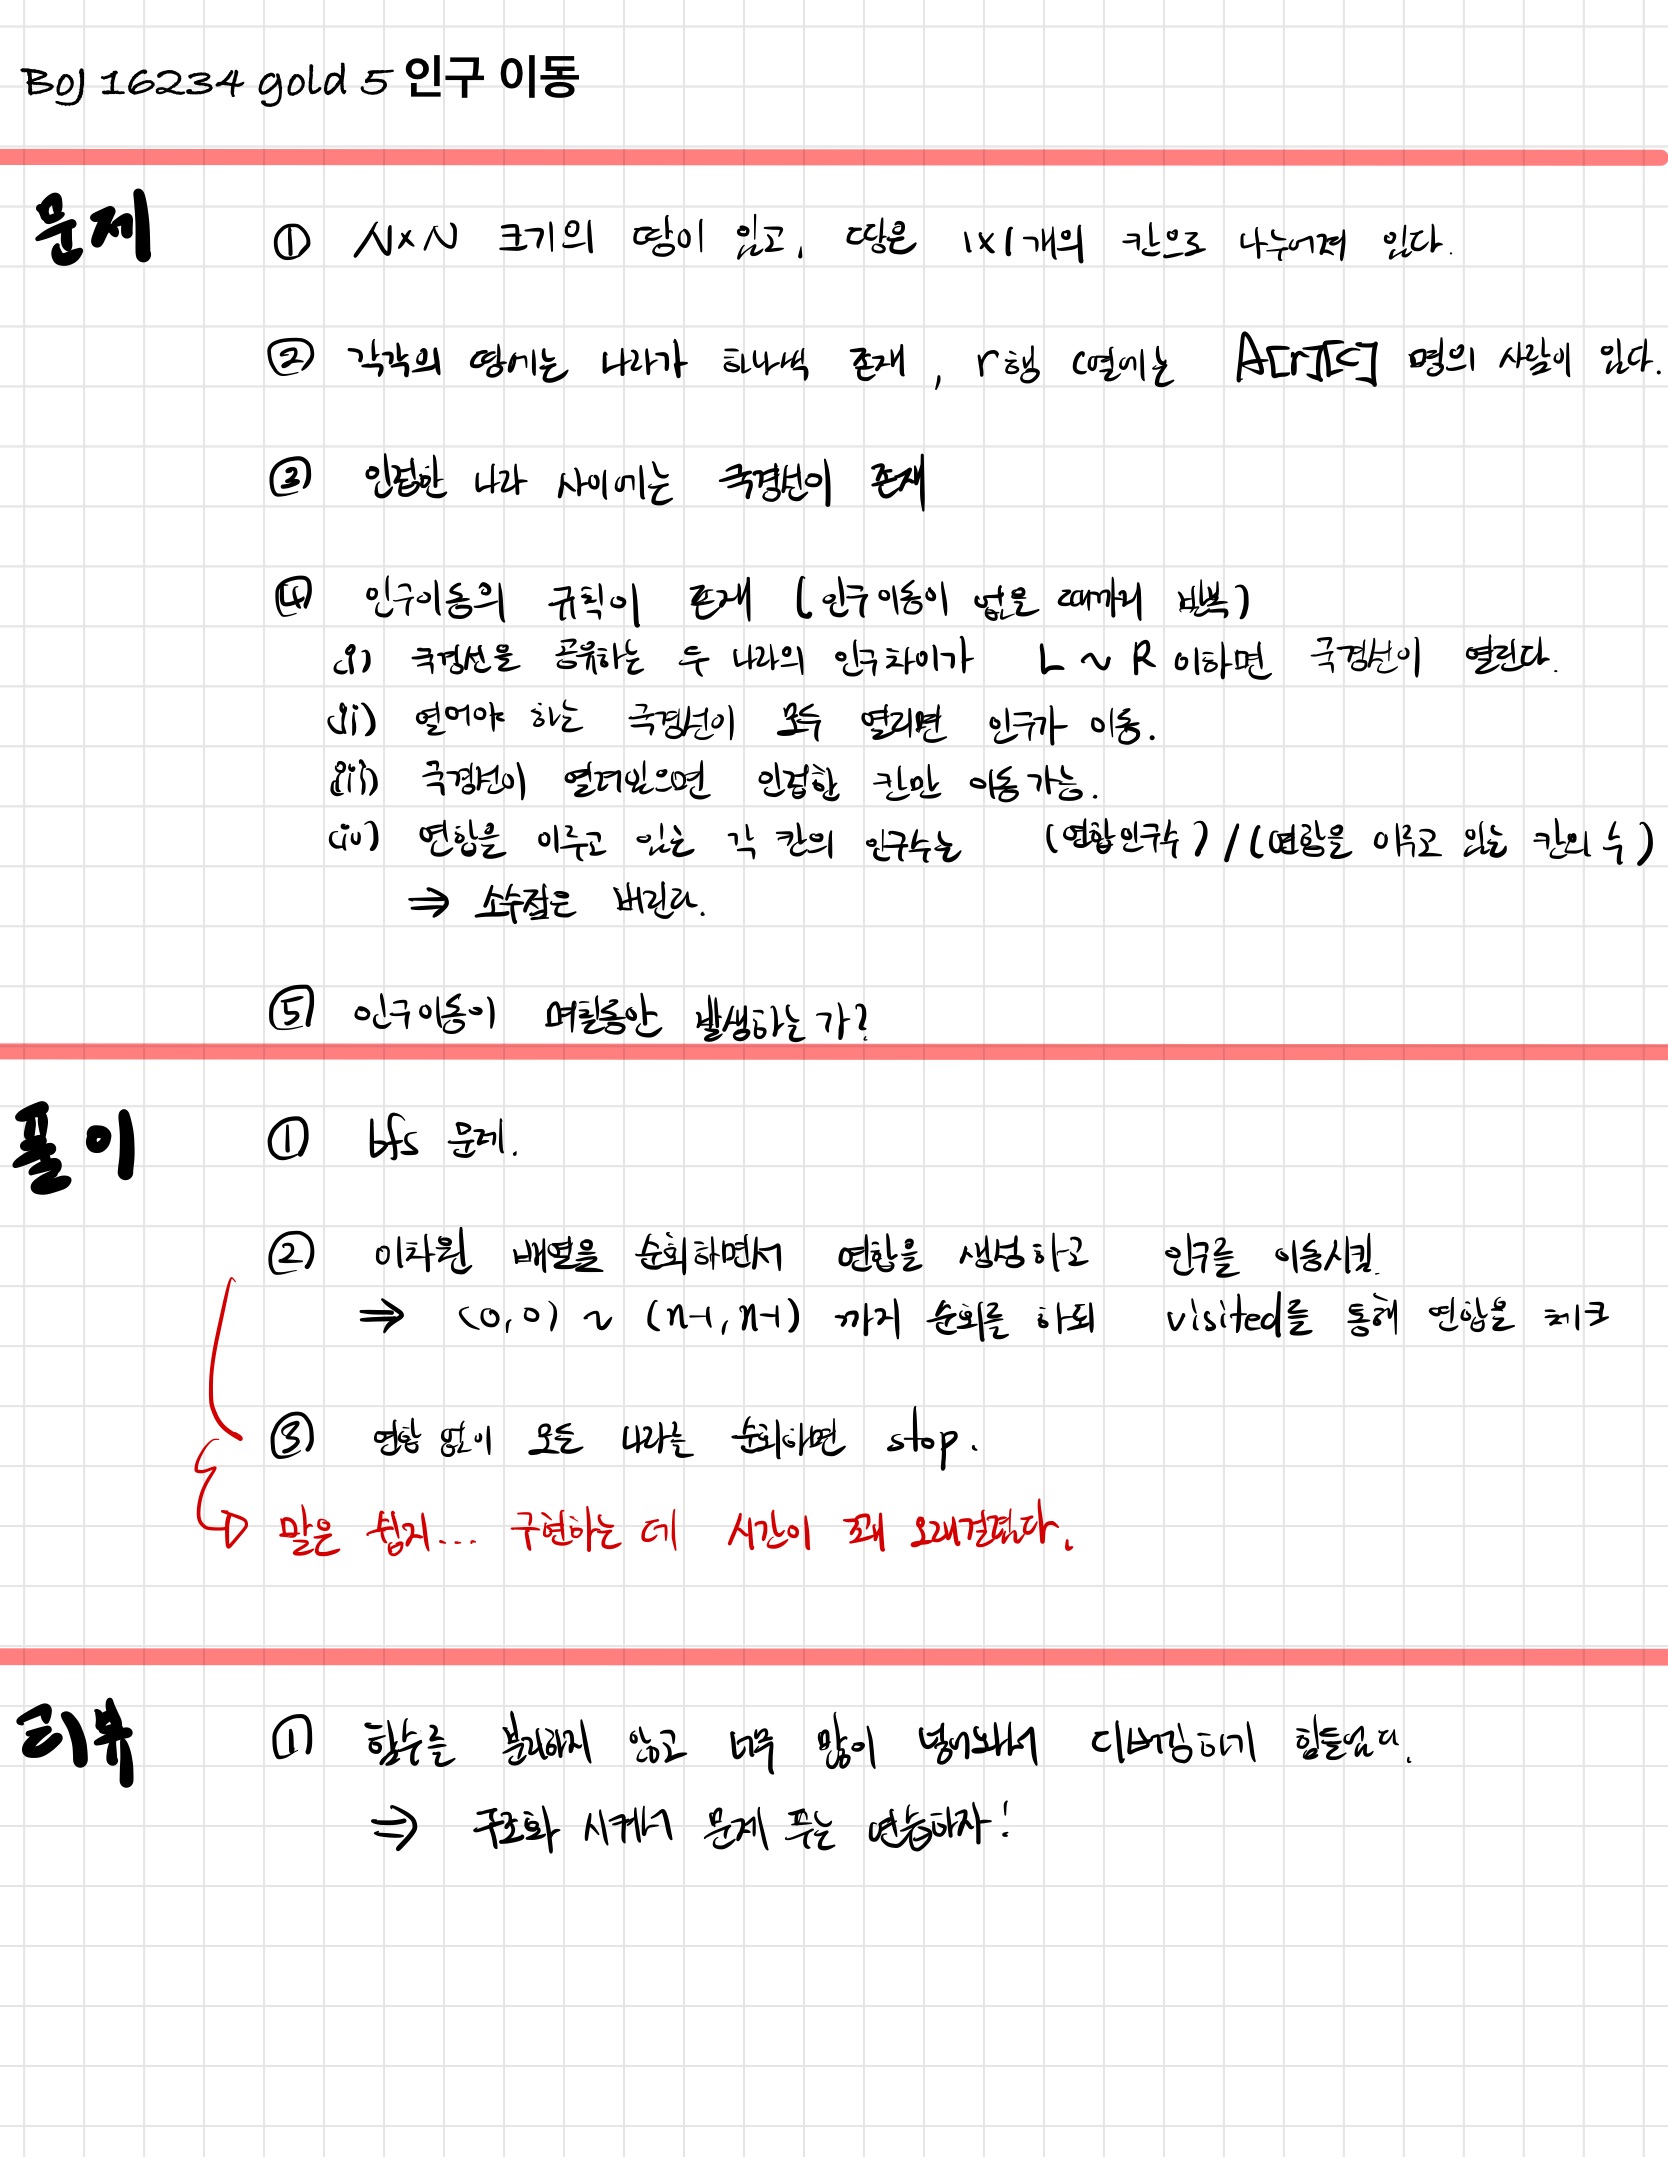 BOJ 16234 gold 5 인구 이동
문제
① N×N 크기의 땅이 있고, 땅은 1×1개의 칸으로 나누어져 있다.
② 각각의 땅에는 나라가 하나씩 존재, r행 c열에는 A[r][c] 명의 사람이 있다.
③ 인접한 나라 사이에는 국경선이 존재
④ 인구이동의 규칙이 존재 (인구이동이 없을 때까지 반복)
(i) 국경선을 공유하는 두 나라의 인구차이가 L ~ R 이하면 국경선이 열린다.
(ii) 열어야 하는 국경선이 모두 열리면 인구가 이동.
(iii) 국경선이 열려있으면 인접한 칸만 이동 가능.
(iv) 연합을 이루고 있는 각 칸의 인구수는 (연합인구수) / (연합을 이루고 있는 칸의 수)
⇒ 소수점은 버린다.
⑤ 인구이동이 며칠동안 발생하는가?
풀이
① bfs 문제.
② 이차원 배열을 순회하면서 연합을 생성하고 인구를 이동시킴.
⇒ (0,0) ~ (n-1,n-1) 까지 순회를 하되 visited를 통해 연합을 체크
③ 연합 없이 모든 나라를 순회하면 stop.
말은 쉽지... 구현하는 데 시간이 꽤 오래걸렸다.
리뷰
① 함수를 분리하지 않고 너무 많이 넣어놔서 디버깅하기 힘들었다.
⇒ 구조화 시켜서 문제 푸는 연습하자!